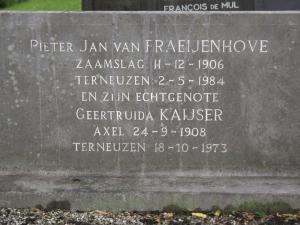 FRANÇOIS DE MUL
PIETER JAN VAN FRAEIJENHOVE
ZAAMSLAG 11-12-1906
TERNEUZEN 2-5-1984
EN ZIJN ECHTGENOTE
GEERTRUIDA KAIJSER
AXEL 24-9-1908
TERNEUZEN 18-10-1973